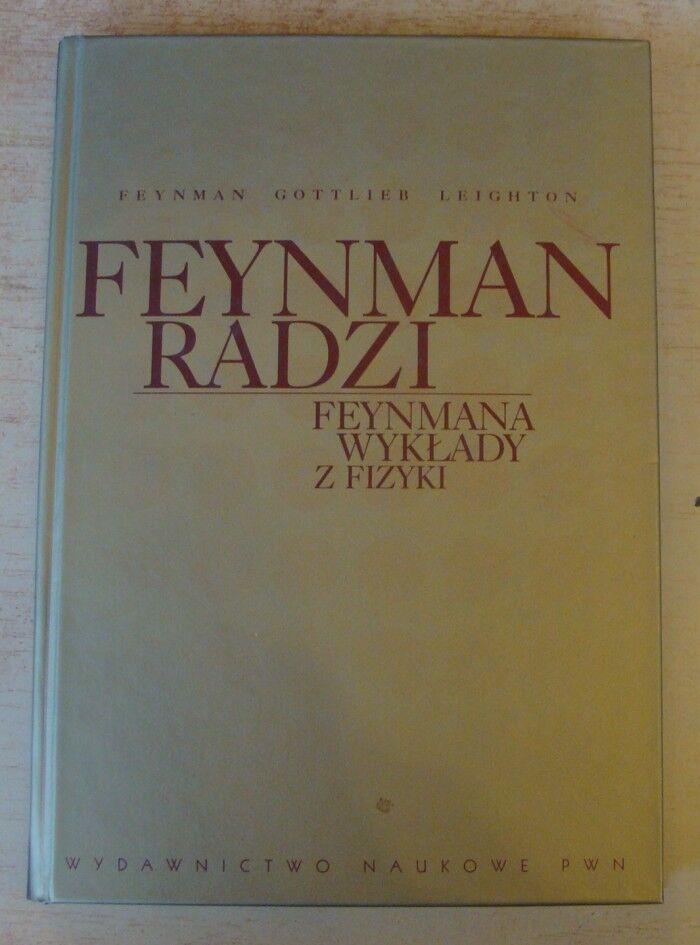 FEYNMAN GOTTLIEB LEIGHTON
FEYNMAN
RADZI
FEYNMANA
WYKŁADY
Z FIZYKI
WYDAWNICTWO NAUKOWE PWN